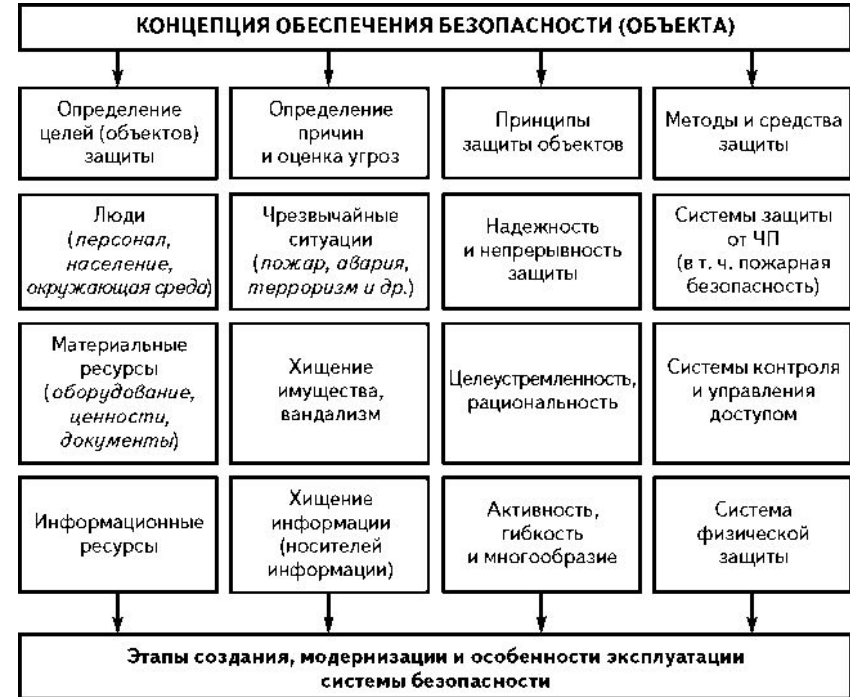 КОНЦЕПЦИЯ ОБЕСПЕЧЕНИЯ БЕЗОПАСНОСТИ (ОБЪЕКТА)
Определение
целей (объектов)
защиты
Определение
причин
и оценка угроз
Принципы
защиты объектов
Методы и средства
защиты
Люди
(персонал,
население,
окружающая среда)
Чрезвычайные
ситуации
(пожар, авария,
терроризм и др.)
Надежность
и непрерывность
защиты
Системы защиты
от ЧП
(в т. ч. пожарная
безопасность)
Материальные
ресурсы
(оборудование,
ценности,
документы)
Хищение
имущества,
вандализм
Целеустремленность,
рациональность
Системы контроля
и управления
доступом
Информационные
ресурсы
Хищение
информации
(носителей
информации)
Активность,
гибкость
и многообразие
Система
физической
защиты
Этапы создания, модернизации и особенности эксплуатации
системы безопасности